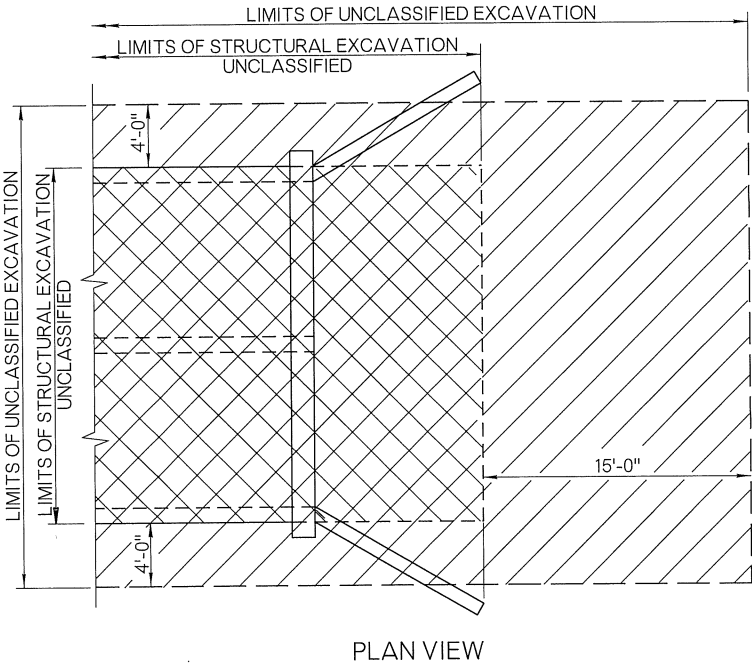 LIMITS OF UNCLASSIFIED EXCAVATION
LIMITS OF STRUCTURAL EXCAVATION
UNCLASSIFIED
4'-0"
LIMITS OF UNCLASSIFIED EXCAVATION
LIMITS OF STRUCTURAL EXCAVATION
UNCLASSIFIED
15'-0"
4'-0"
PLAN VIEW